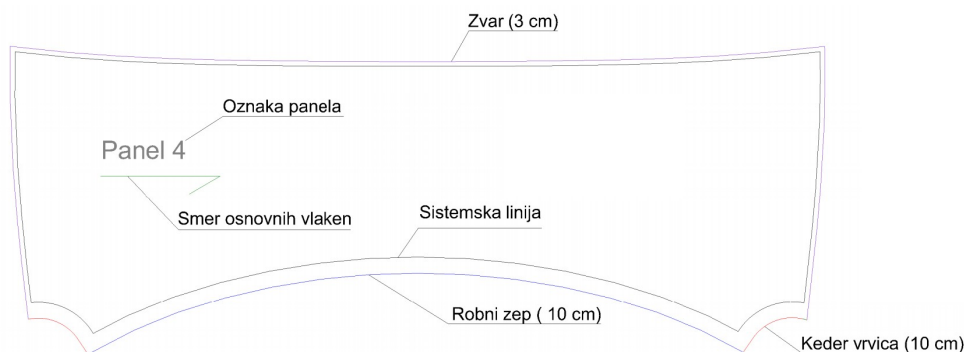 Zvar (3 cm)
Oznaka panela
Panel 4
Smer osnovnih vlaken
Sistemska linija
Robni zep ( 10 cm)
Keder vrvica (10 cm)